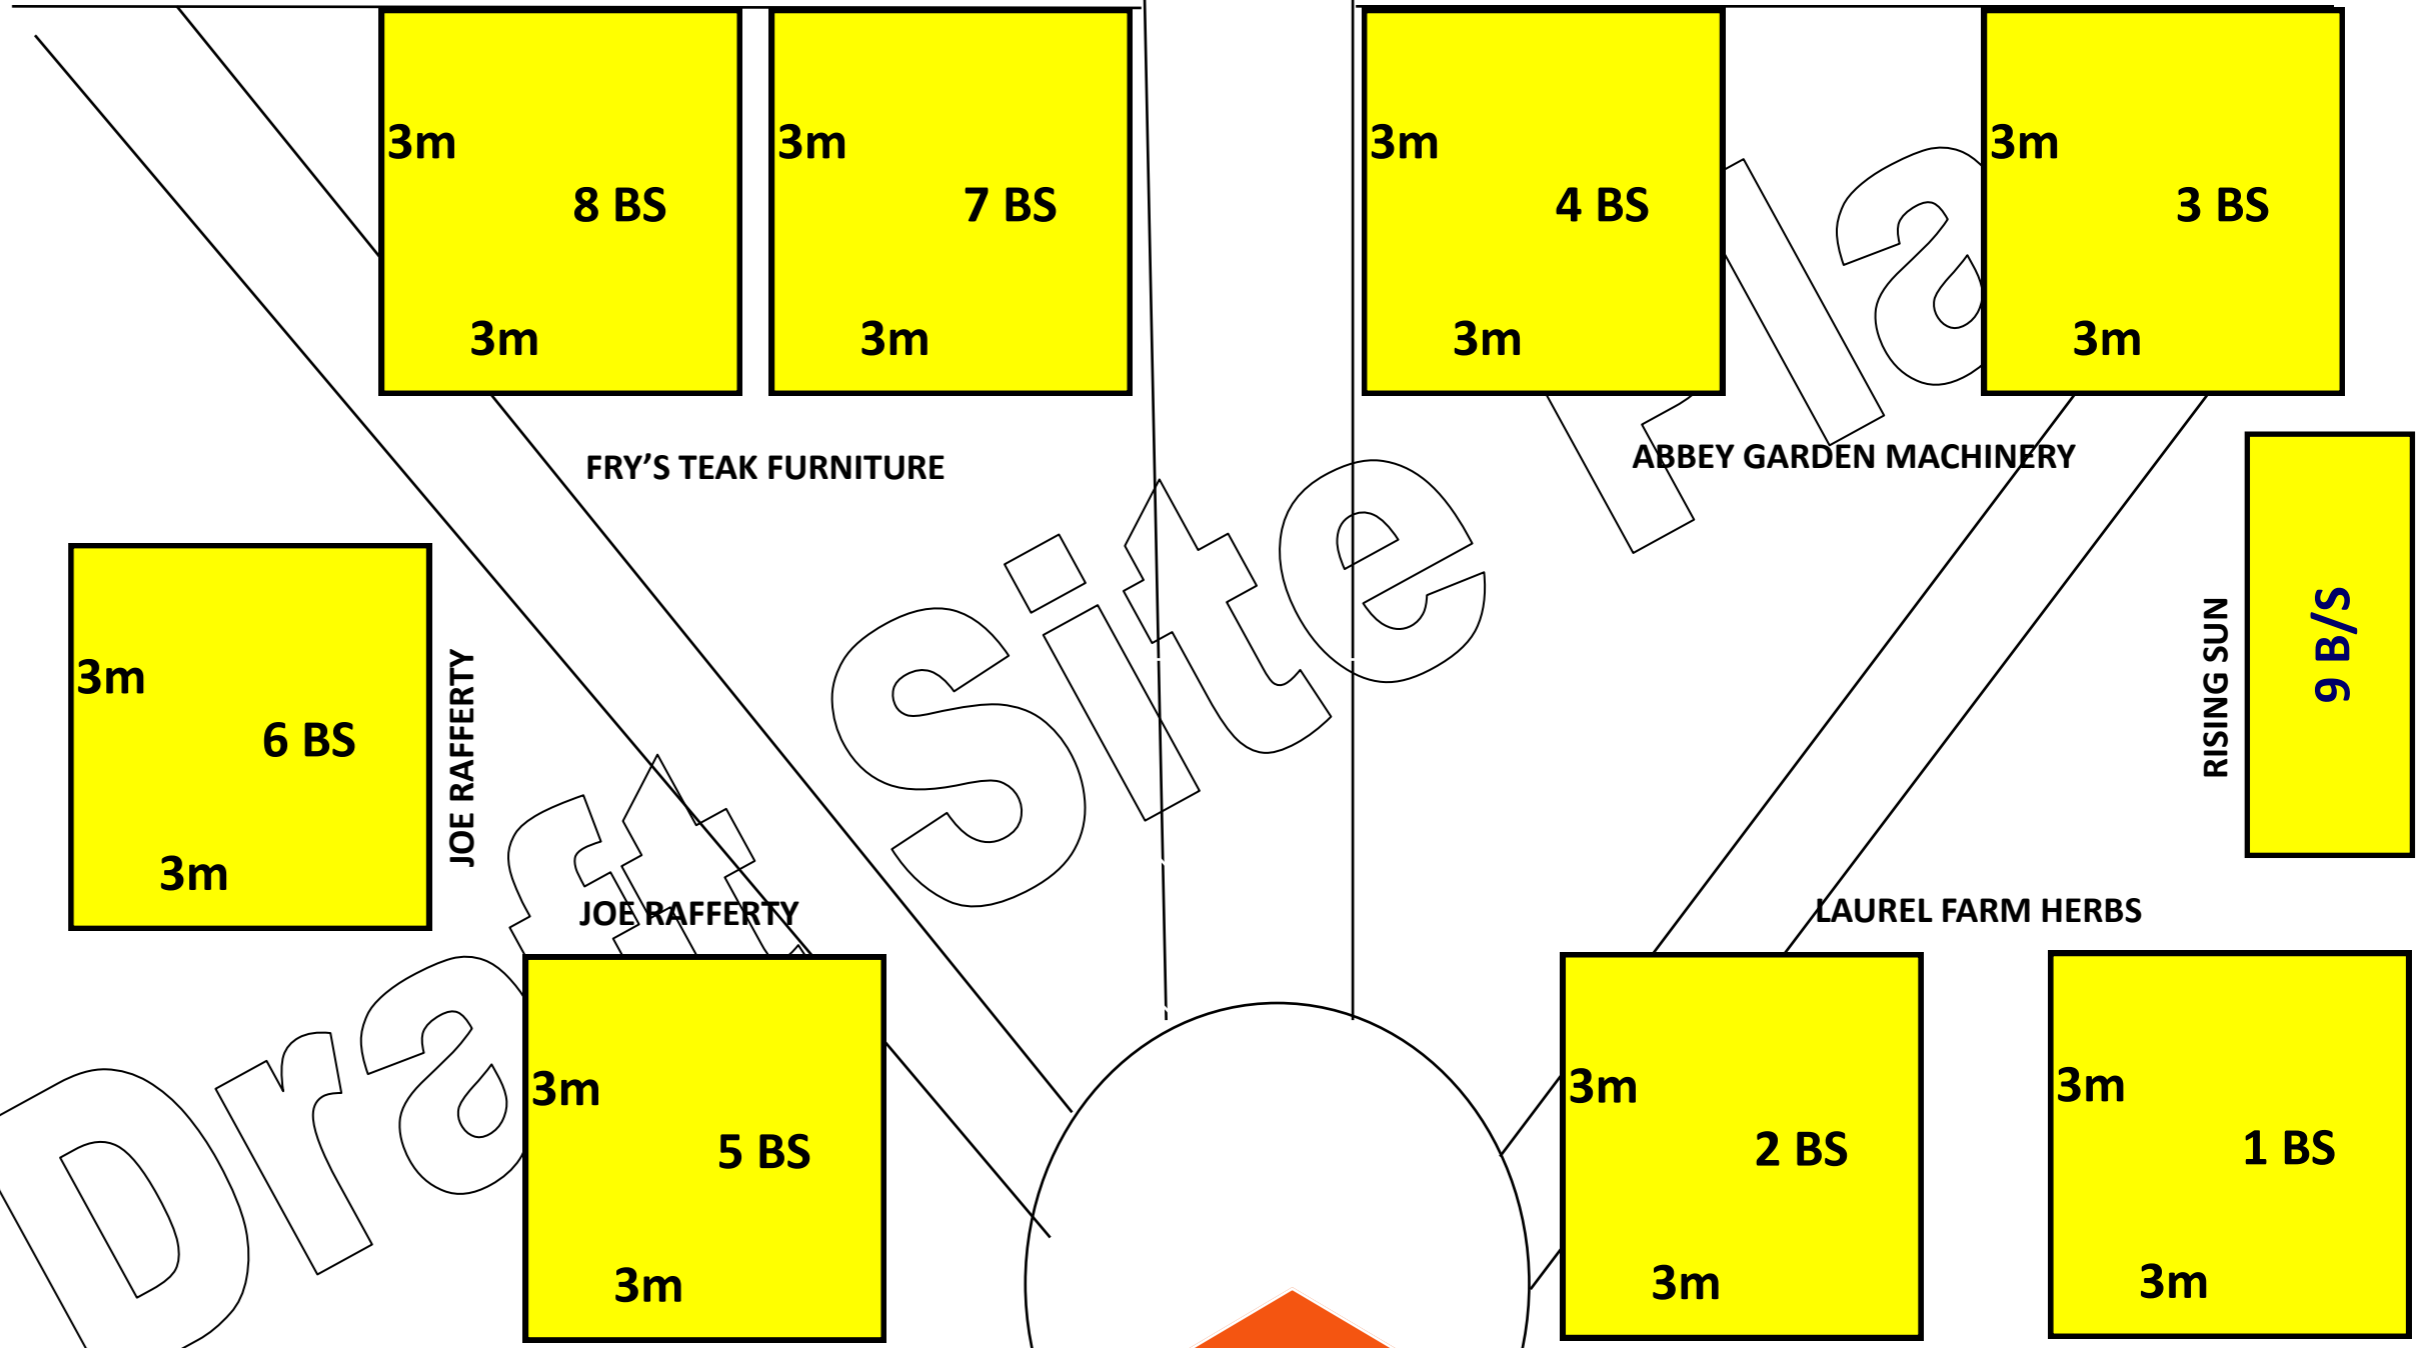 3m
8 BS
3m
3m
7 BS
3m
3m
4 BS
3m
3m
3 BS
3m
FRY’S TEAK FURNITURE
ABBEY GARDEN MACHINERY
3m
6 BS
3m
JOE RAFFERTY
JOE RAFFERTY
RISING SUN
9 B/S
LAUREL FARM HERBS
3m
5 BS
3m
3m
2 BS
3m
3m
1 BS
3m
Draft Site Pla